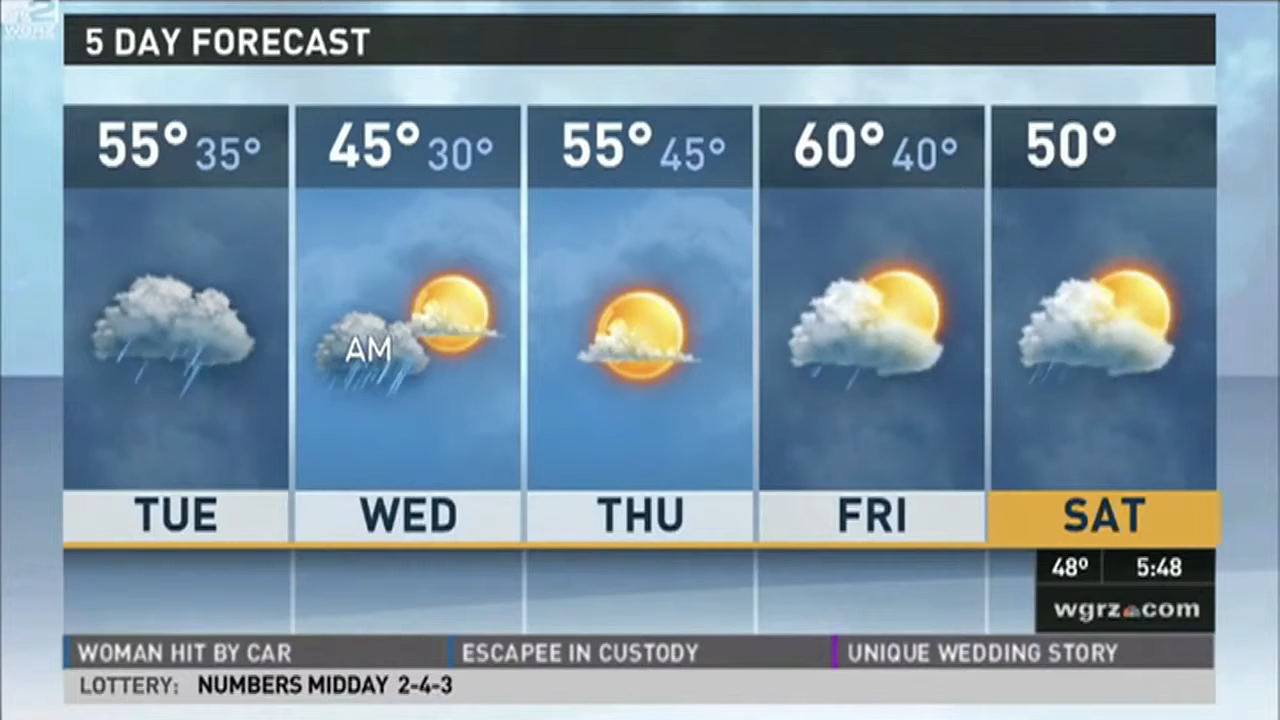 2
WGRZ
5 DAY FORECAST
55° 35°
45° 30°
55° 45°
60° 40°
50°
AM
TUE
WED
THU
FRI
SAT
48° 5:48
wgrz.com
WOMAN HIT BY CAR
ESCAPEE IN CUSTODY
UNIQUE WEDDING STORY
LOTTERY: NUMBERS MIDDAY 2-4-3